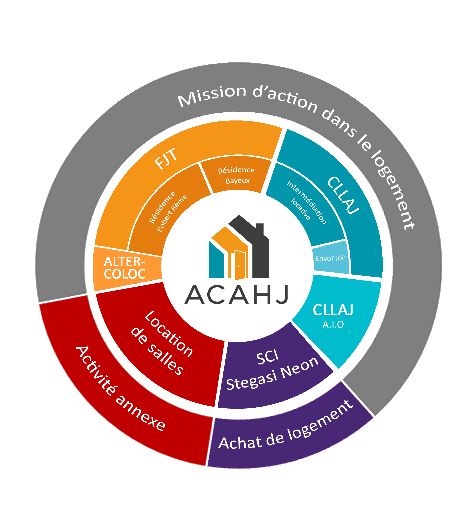 Mission d'action dans le logement
FJT
Résidence
Bayeux
Résidence
CLLAJ
Intermédiation
locative
ALTER-
COLOC
CLLAJ
A.I.O
ACAHJ
Location
de salles
SCI
Stegasi Neon
Activité annexe
Achat de logement